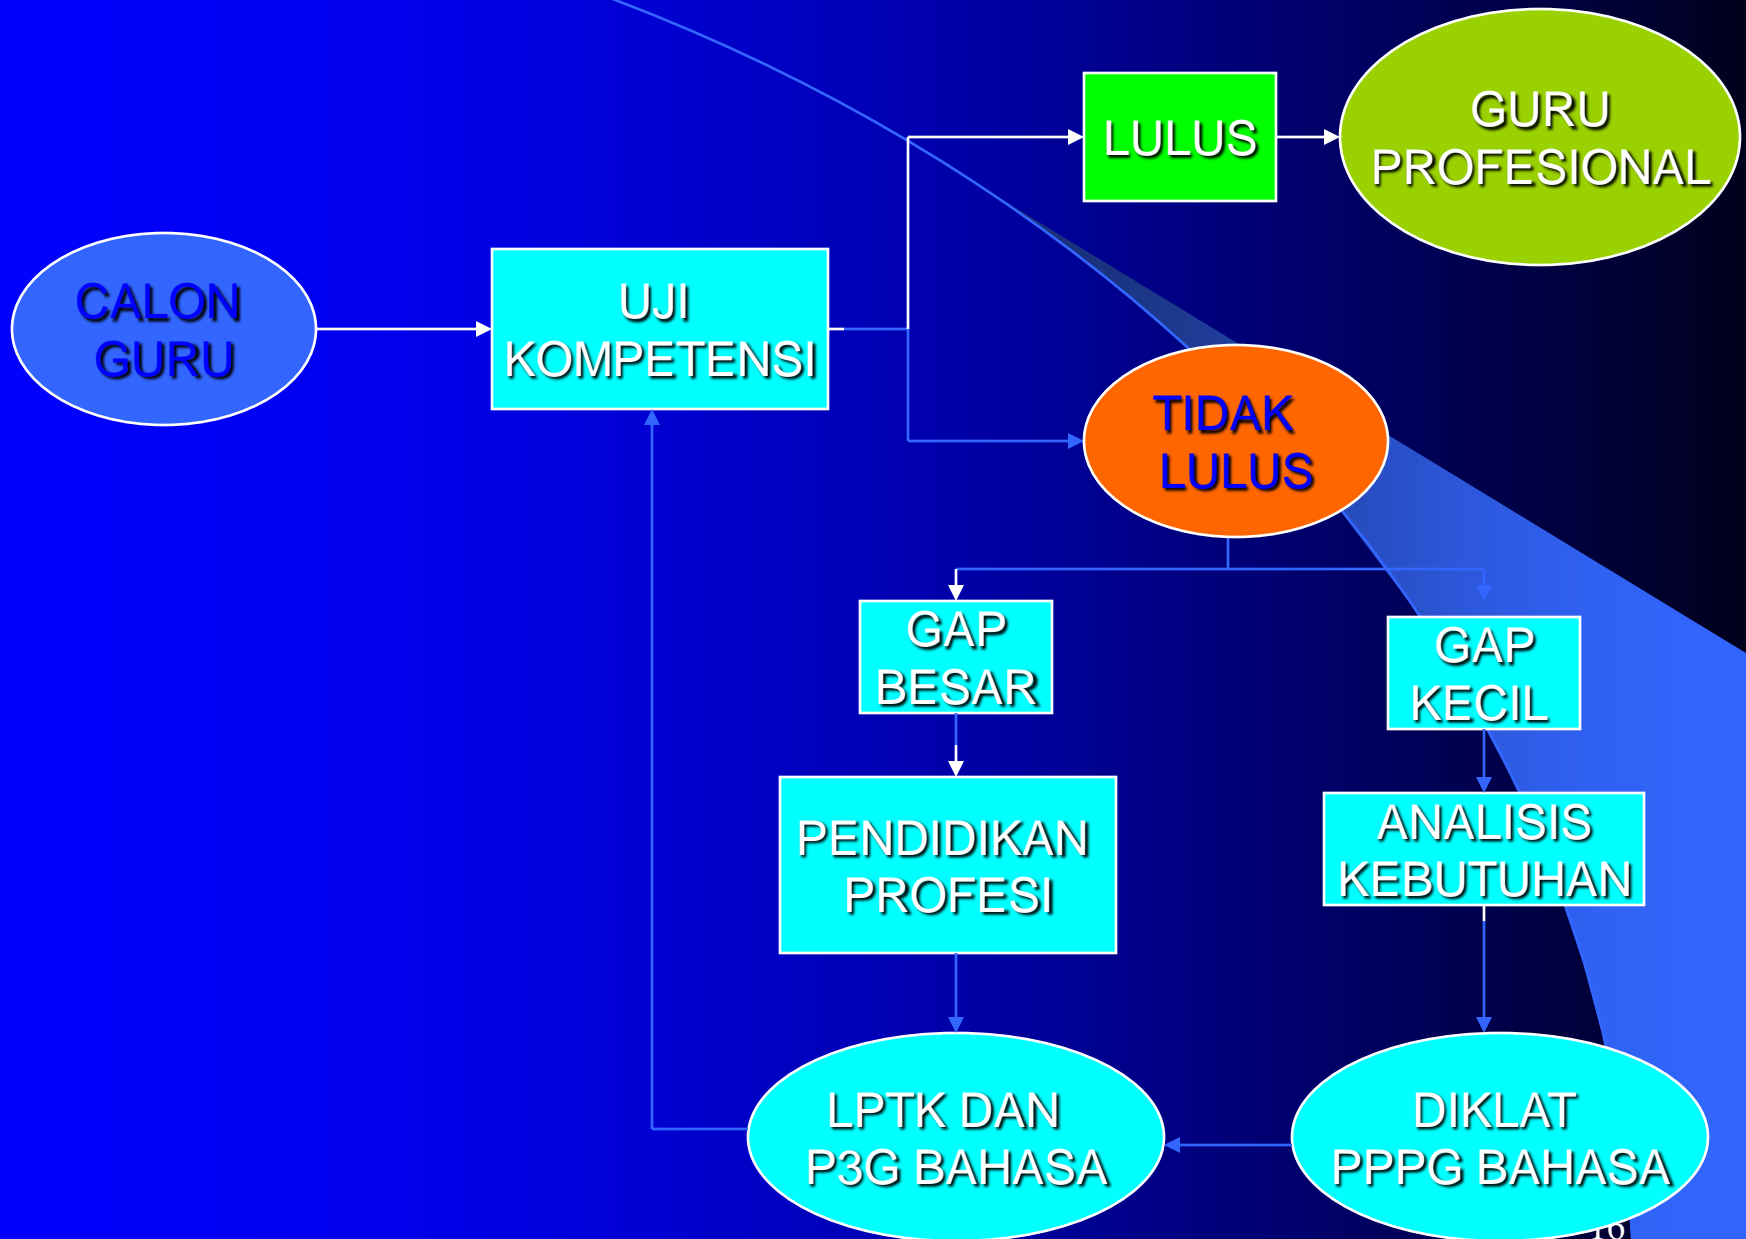 LULUS
GURU
PROFESIONAL
CALON
GURU
UJI
KOMPETENSI
TIDAK
LULUS
GAP
BESAR
GAP
KECIL
PENDIDIKAN
PROFESI
ANALISIS
KEBUTUHAN
LPTK DAN
P3G BAHASA
DIKLAT
PPPG BAHASA
16